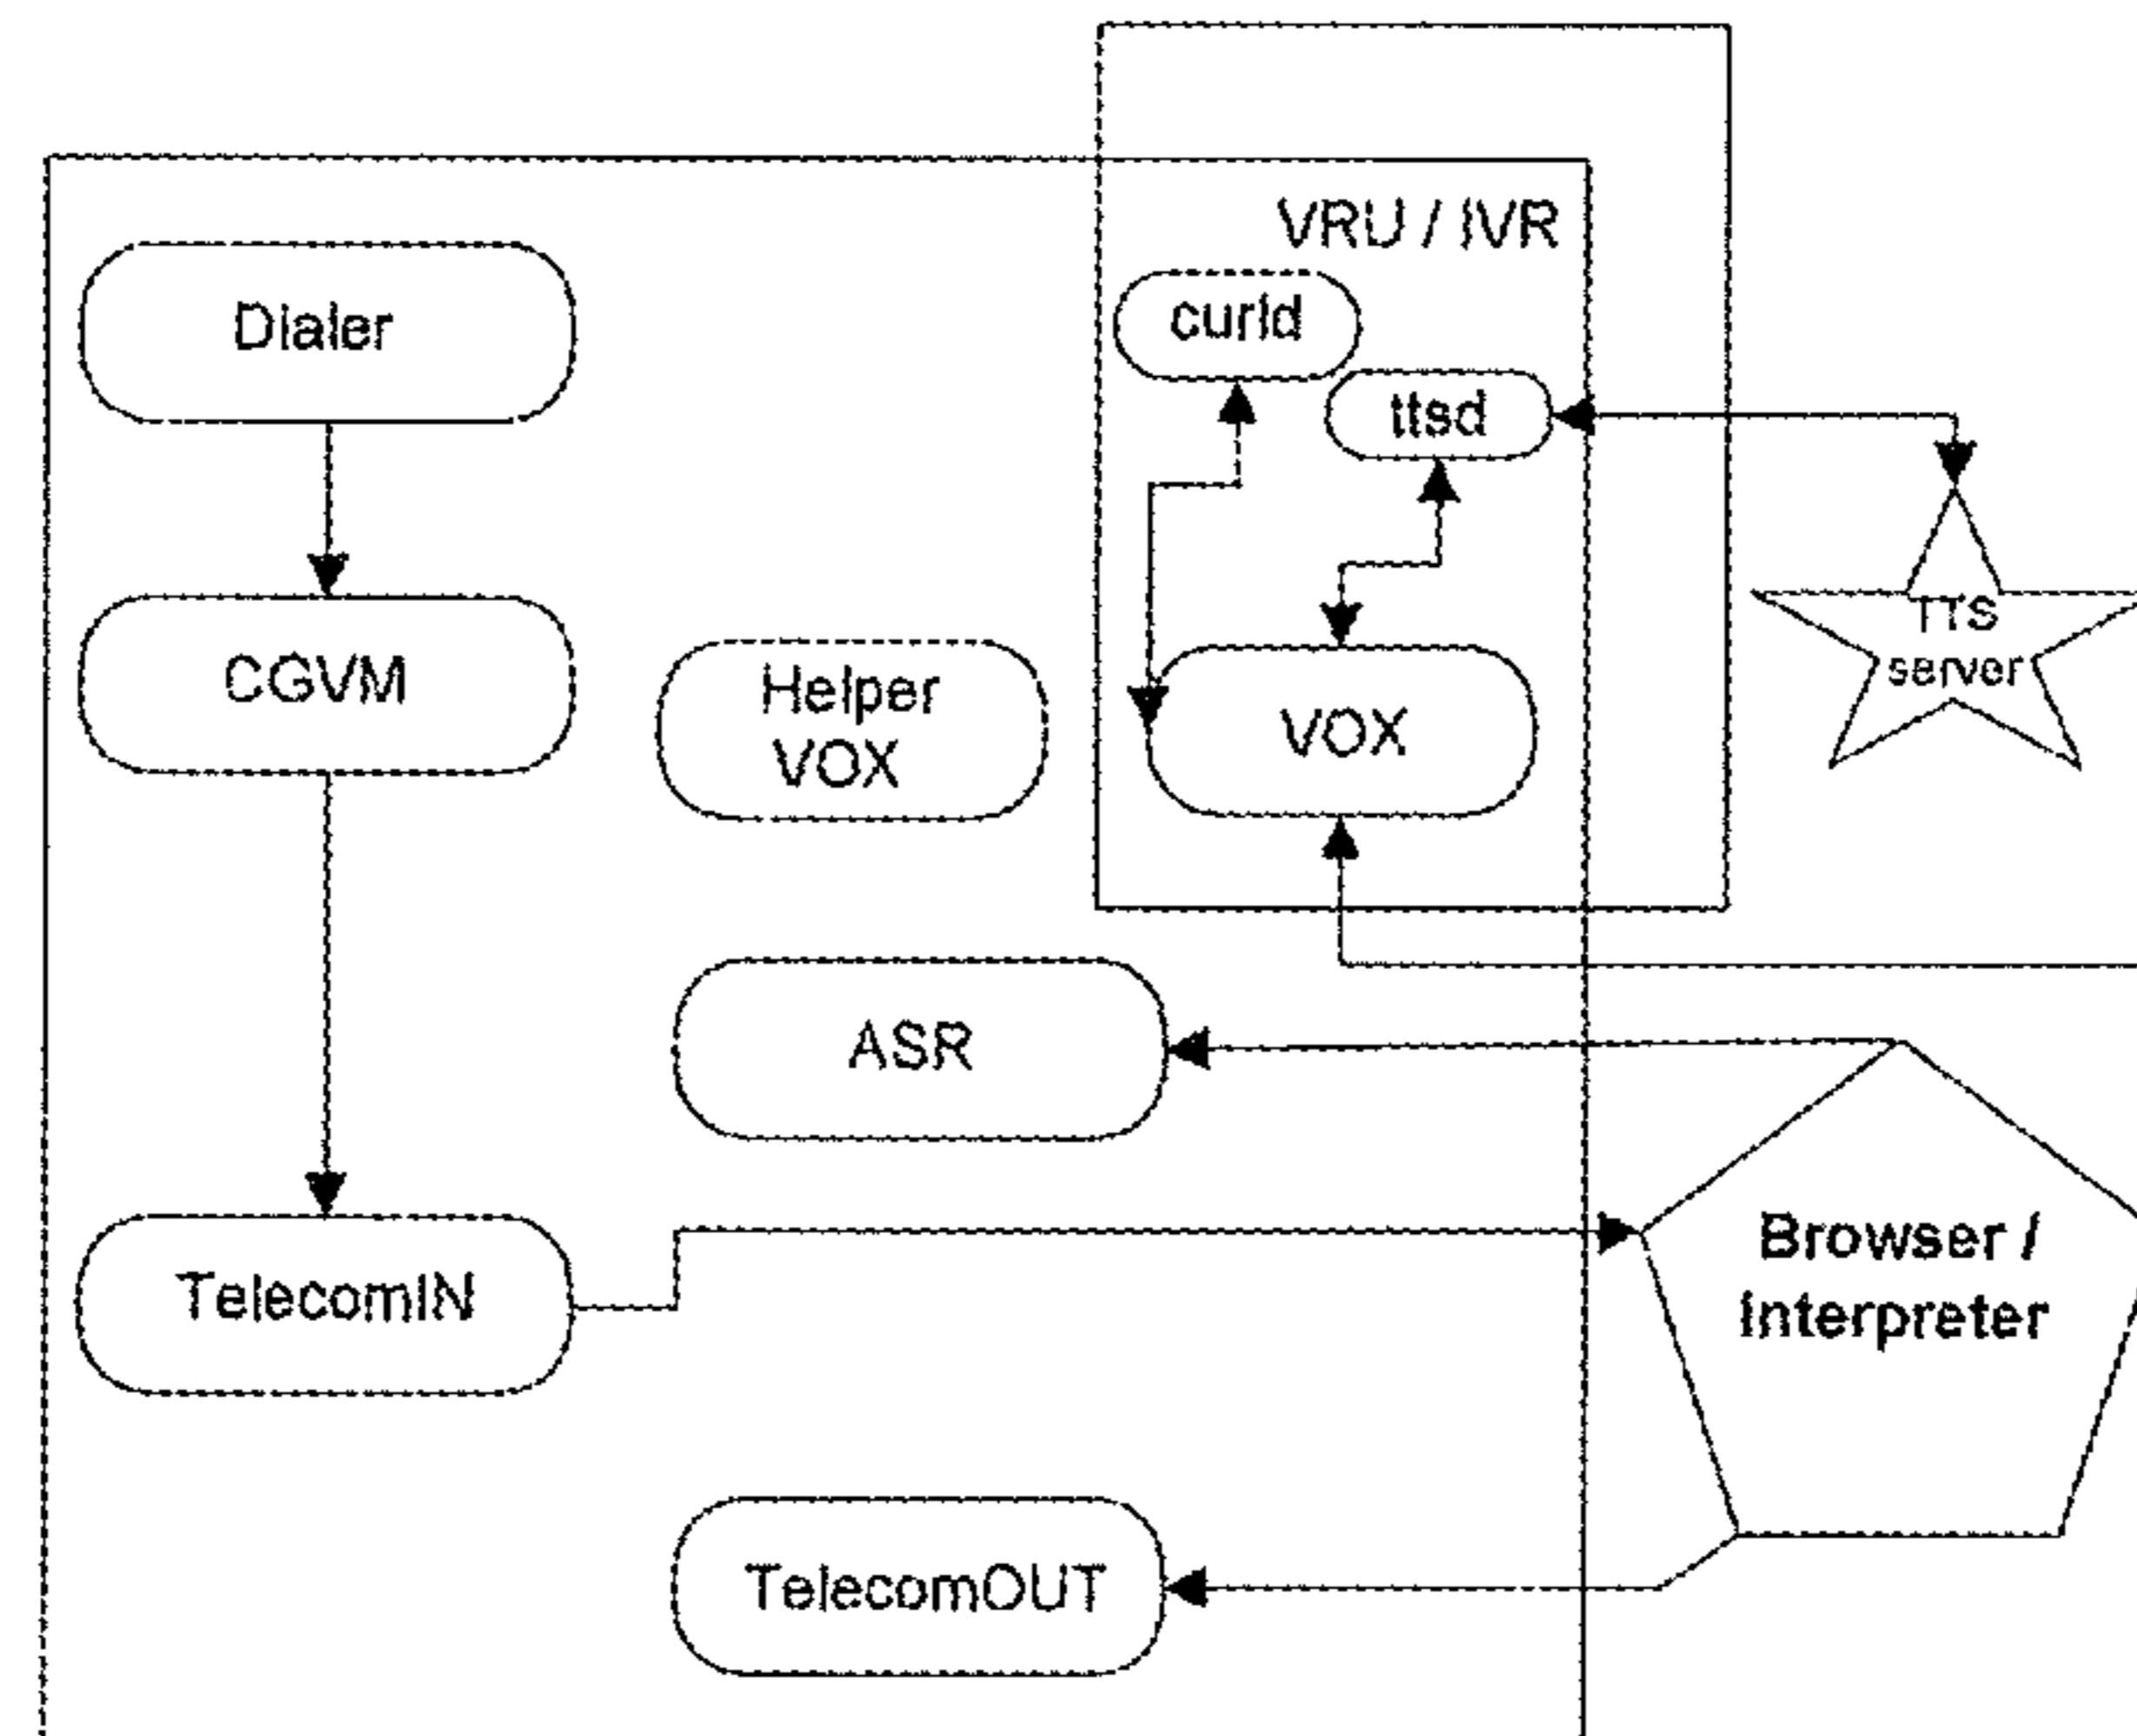 VRU / IVR
Dialer
curld
ttsd
CGVM
Helper
VOX
VOX
TTS
server
ASR
Browser /
Interpreter
TelecomIN
TelecomOUT